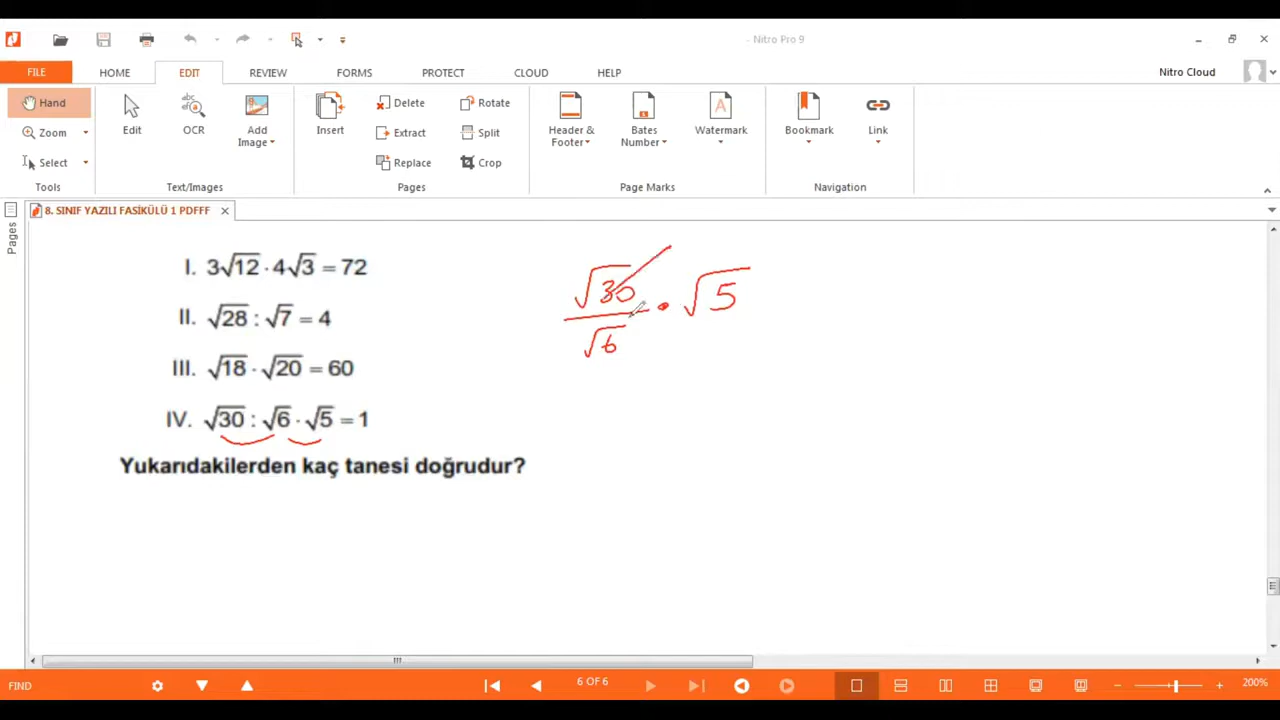 - Nitro Pro 9
FILE HOME EDIT REVIEW FORMS PROTECT CLOUD HELP Nitro Cloud
Hand
Zoom
Select
Tools
Edit
OCR
Add Image
Text/Images
Insert
Delete
Extract
Replace
Rotate
Split
Crop
Pages
Header & Footer
Bates Number
Watermark
Page Marks
Bookmark
Link
Navigation
Pages
8. SINIF YAZILI FASİKÜLÜ 1 PDFFF
I. 3√12 · 4√3 = 72
II. √28 : √7 = 4
III. √18 · √20 = 60
IV. √30 : √6 · √5 = 1
Yukarıdakilerden kaç tanesi doğrudur?
√30 / √6 · √5
FIND 6 OF 6 200%